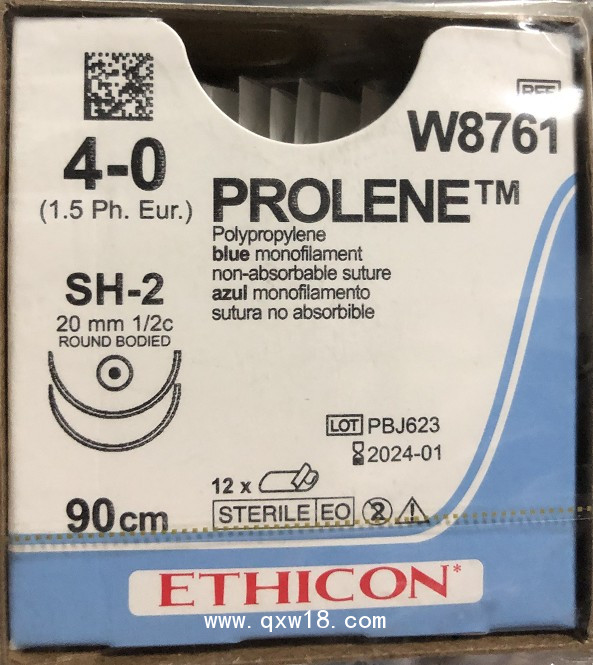 REF
W8761
4-0
(1.5 Ph. Eur.)
PROLENE™
Polypropylene
blue monofilament
non-absorbable suture
azul monofilamento
sutura no absorbible
SH-2
20 mm 1/2c
ROUND BODIED
LOT PBJ623
2024-01
12 x
STERILE EO
2
90cm
ETHICON*
www.qxw18.com